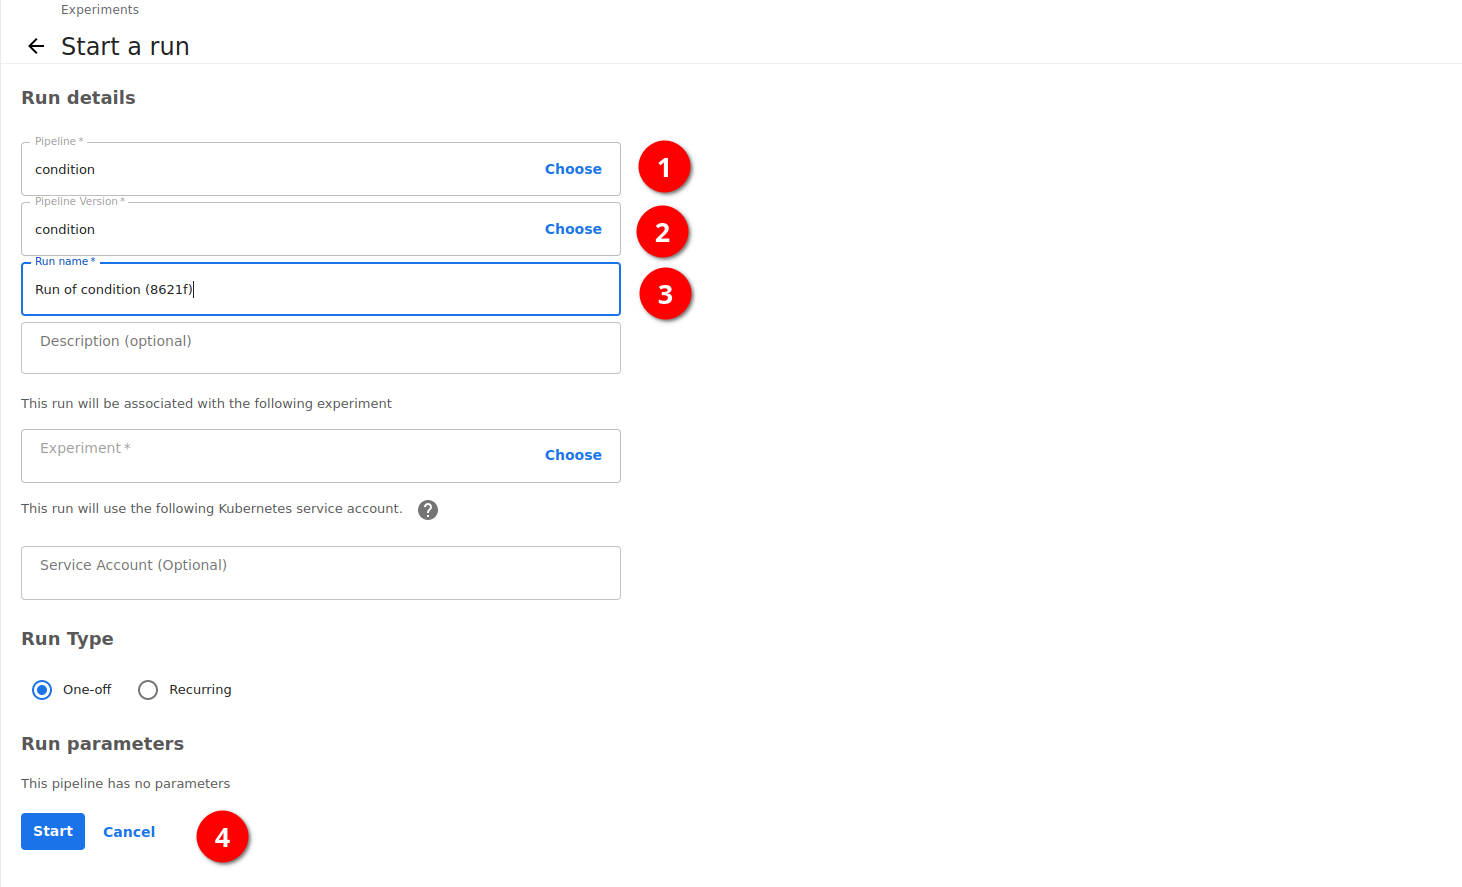 Experiments
Start a run
Run details
Pipeline *
condition Choose
1
Pipeline Version *
condition Choose
2
Run name *
Run of condition (8621f)
3
Description (optional)
This run will be associated with the following experiment
Experiment * Choose
This run will use the following Kubernetes service account. ?
Service Account (Optional)
Run Type
One-off Recurring
Run parameters
This pipeline has no parameters
Start Cancel 4